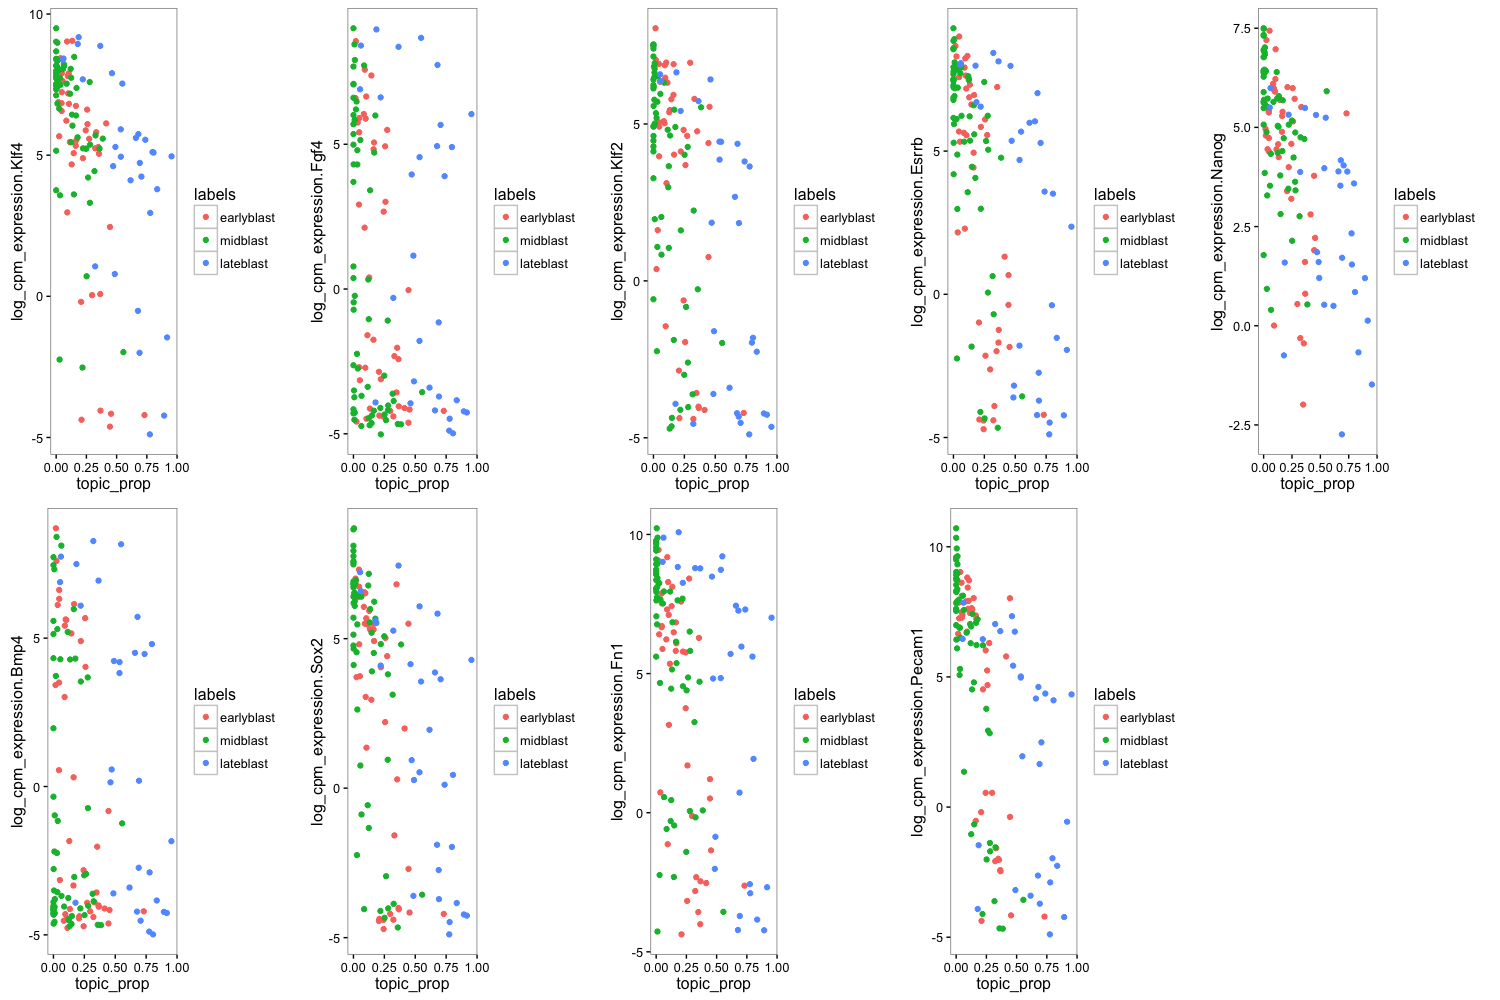 log_cpm_expression.Klf4
10
5
0
-5
0.00 0.25 0.50 0.75 1.00
topic_prop
labels
earlyblast
midblast
lateblast
log_cpm_expression.Fgf4
5
0
-5
0.00 0.25 0.50 0.75 1.00
topic_prop
labels
earlyblast
midblast
lateblast
log_cpm_expression.Klf2
5
0
-5
0.00 0.25 0.50 0.75 1.00
topic_prop
labels
earlyblast
midblast
lateblast
log_cpm_expression.Esrrb
5
0
-5
0.00 0.25 0.50 0.75 1.00
topic_prop
labels
earlyblast
midblast
lateblast
log_cpm_expression.Nanog
7.5
5.0
2.5
0.0
-2.5
0.00 0.25 0.50 0.75 1.00
topic_prop
labels
earlyblast
midblast
lateblast
log_cpm_expression.Bmp4
5
0
-5
0.00 0.25 0.50 0.75 1.00
topic_prop
labels
earlyblast
midblast
lateblast
log_cpm_expression.Sox2
5
0
-5
0.00 0.25 0.50 0.75 1.00
topic_prop
labels
earlyblast
midblast
lateblast
log_cpm_expression.Fn1
10
5
0
-5
0.00 0.25 0.50 0.75 1.00
topic_prop
labels
earlyblast
midblast
lateblast
log_cpm_expression.Pecam1
10
5
0
-5
0.00 0.25 0.50 0.75 1.00
topic_prop
labels
earlyblast
midblast
lateblast